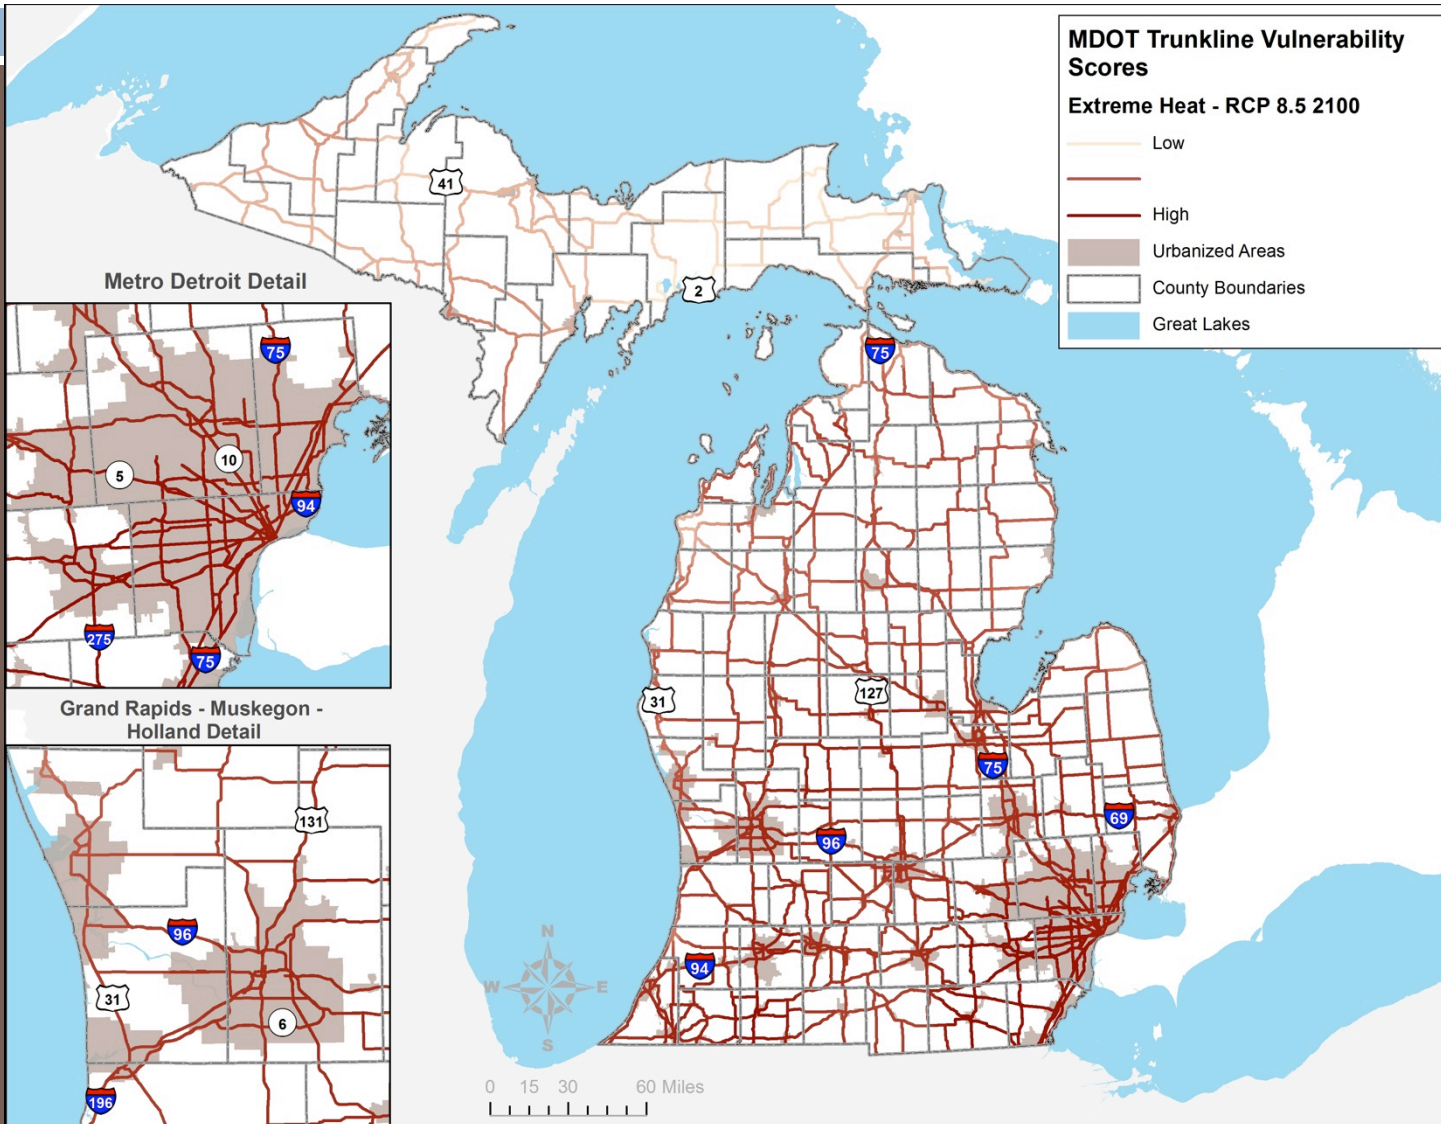 MDOT Trunkline Vulnerability
Scores
Extreme Heat - RCP 8.5 2100
Low
High
Urbanized Areas
County Boundaries
Great Lakes
41
2
75
31
127
75
69
96
94
N
W E
S
0 15 30 60 Miles
Metro Detroit Detail
75
10
5
94
275
75
Grand Rapids - Muskegon -
Holland Detail
131
96
31
6
196